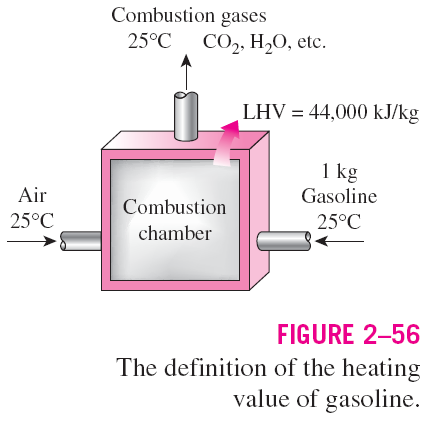 Combustion gases
25°C CO₂, H₂O, etc.
LHV = 44,000 kJ/kg
Air
25°C
Combustion
chamber
1 kg
Gasoline
25°C
FIGURE 2–56
The definition of the heating
value of gasoline.